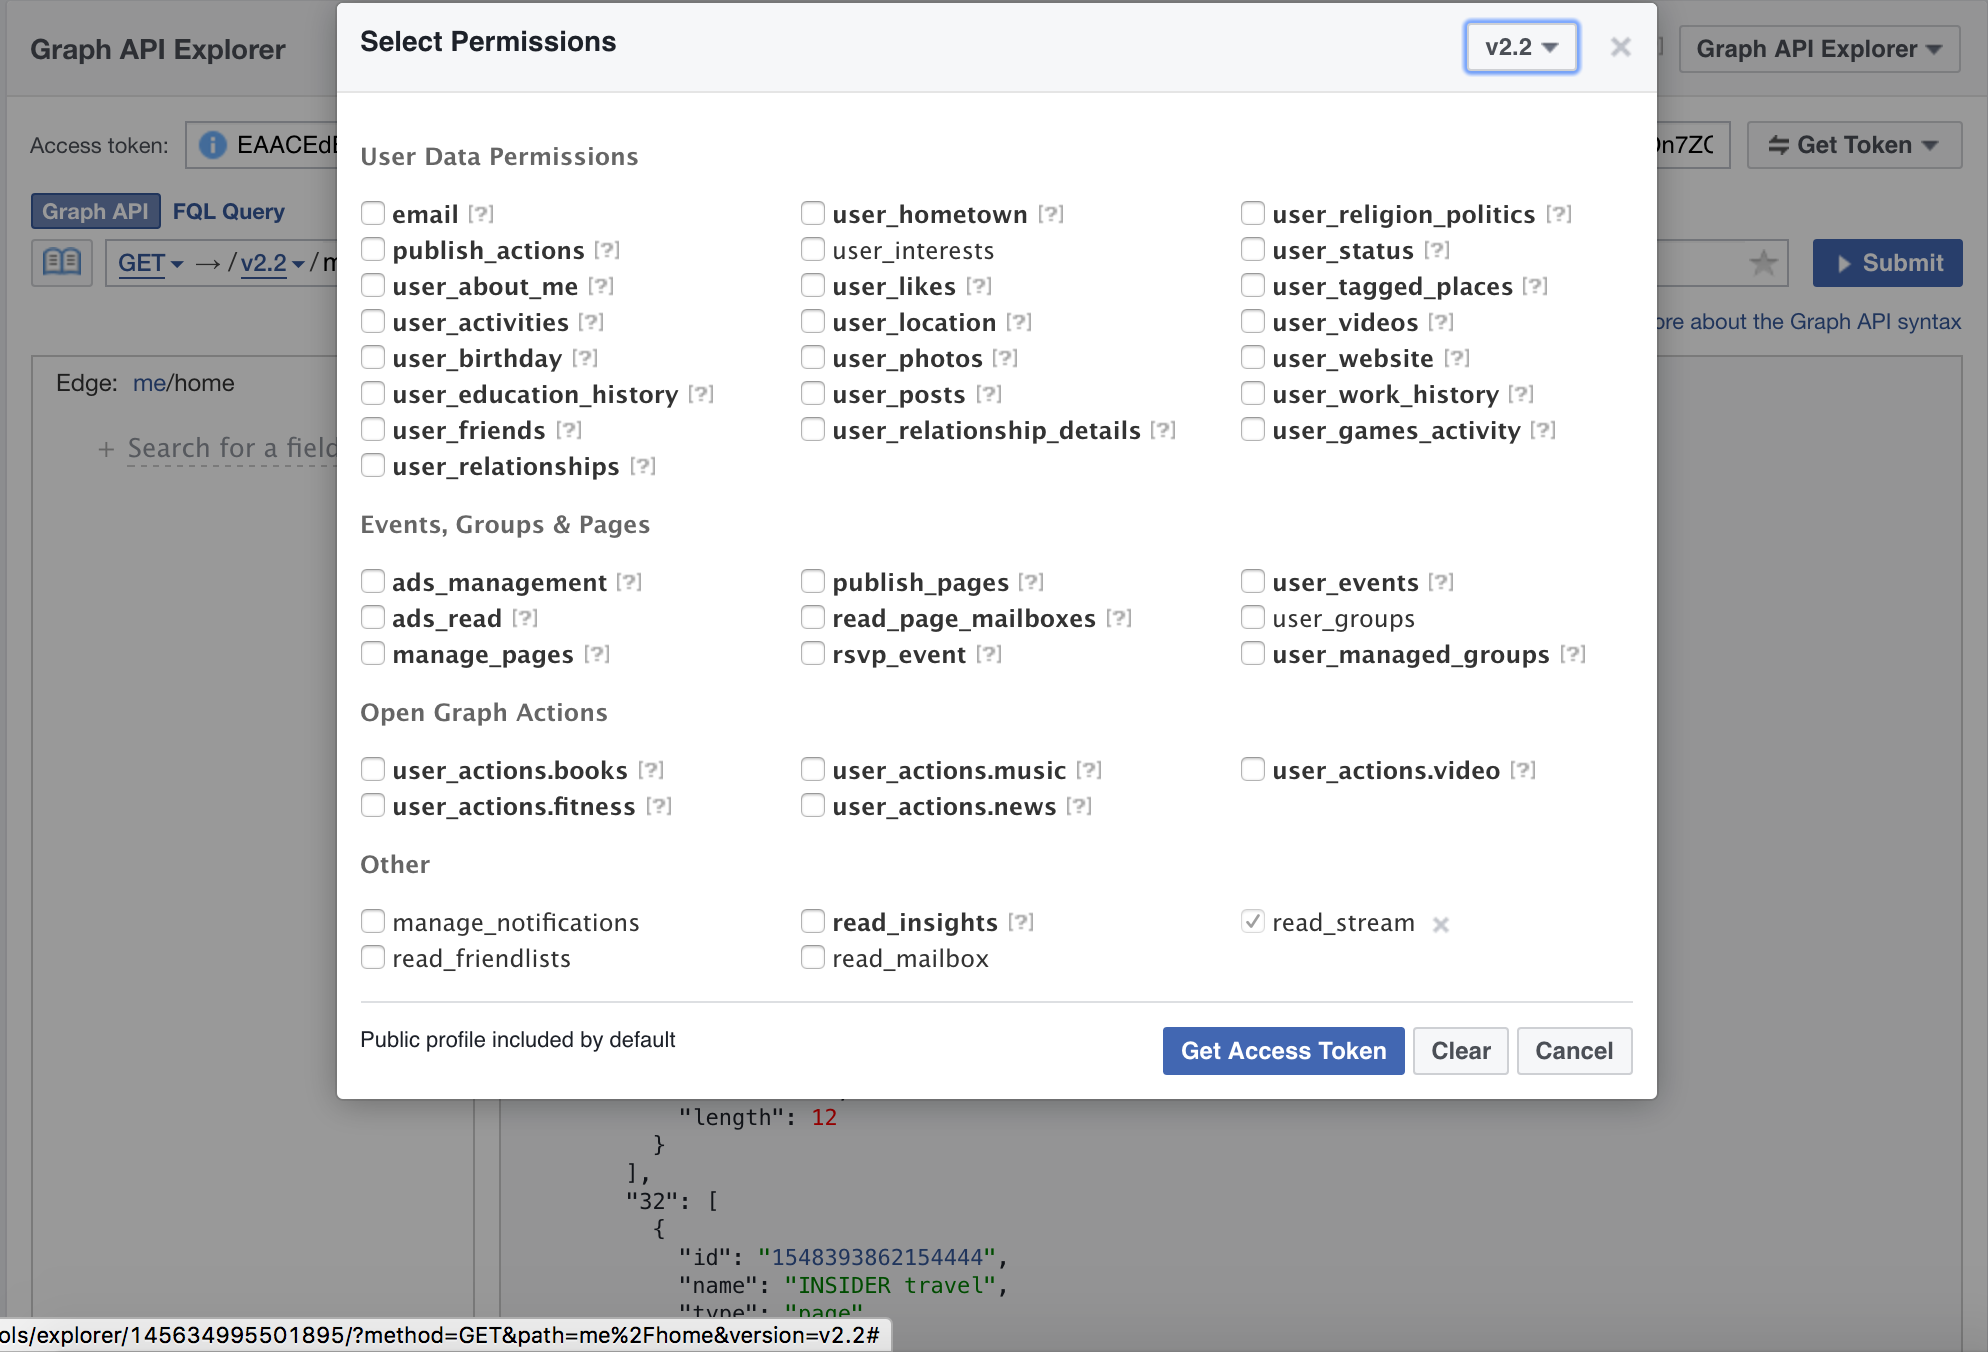 Graph API Explorer
Select Permissions
v2.2
Graph API Explorer
Access token:
EAACEdE
On7ZC
Get Token
Graph API
FQL Query
GET → /v2.2 /m
Submit
ore about the Graph API syntax
Edge: me/home
+ Search for a field
User Data Permissions
email [?]
user_hometown [?]
user_religion_politics [?]
publish_actions [?]
user_interests
user_status [?]
user_about_me [?]
user_likes [?]
user_tagged_places [?]
user_activities [?]
user_location [?]
user_videos [?]
user_birthday [?]
user_photos [?]
user_website [?]
user_education_history [?]
user_posts [?]
user_work_history [?]
user_friends [?]
user_relationship_details [?]
user_games_activity [?]
user_relationships [?]
Events, Groups & Pages
ads_management [?]
publish_pages [?]
user_events [?]
ads_read [?]
read_page_mailboxes [?]
user_groups
manage_pages [?]
rsvp_event [?]
user_managed_groups [?]
Open Graph Actions
user_actions.books [?]
user_actions.music [?]
user_actions.video [?]
user_actions.fitness [?]
user_actions.news [?]
Other
manage_notifications
read_insights [?]
read_stream
read_friendlists
read_mailbox
Public profile included by default
Get Access Token
Clear
Cancel
"length": 12
}
],
"32": [
{
"id": "1548393862154444",
"name": "INSIDER travel",
"type": "page"
ols/explorer/145634995501895/?method=GET&path=me%2Fhome&version=v2.2#